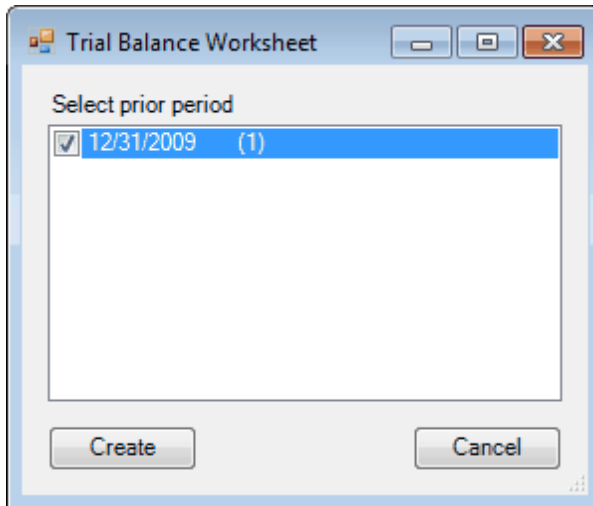 Trial Balance Worksheet
Select prior period
12/31/2009 (1)
Create Cancel